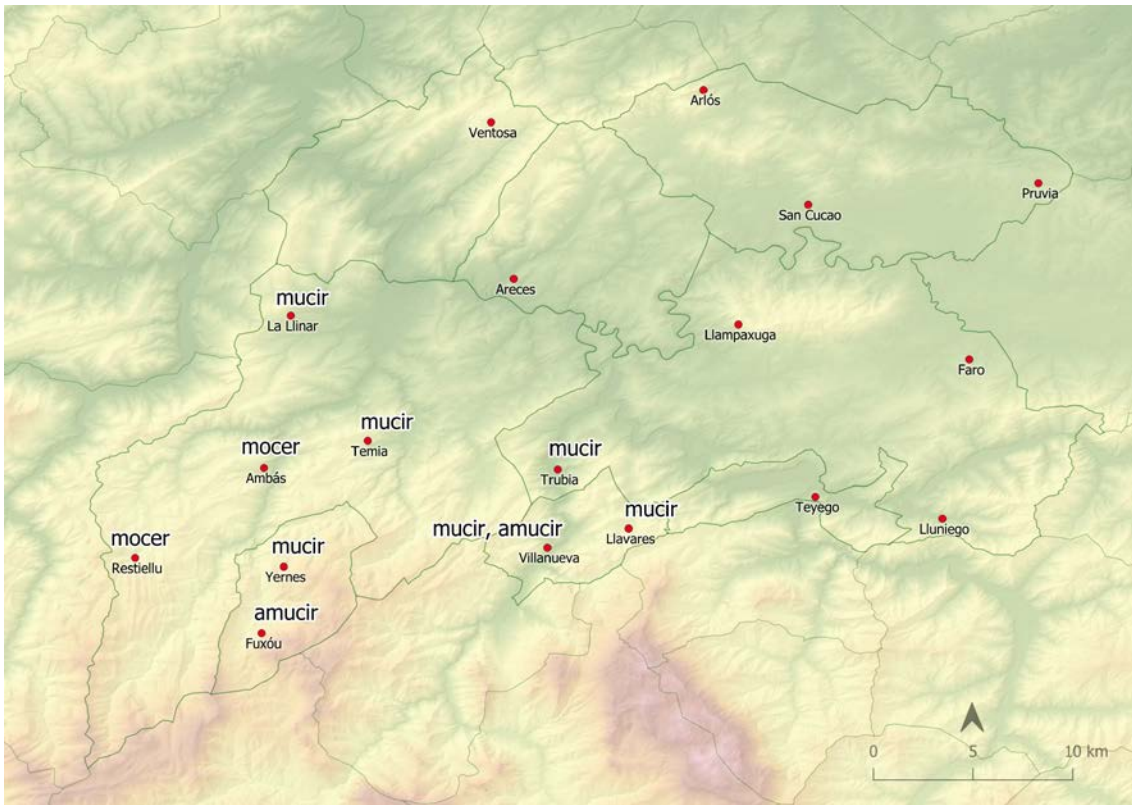 Arlós
Ventosa
Pruvia
San Cucao
Areces
mucir
La Llinar
Llampaxuga
Faro
mucir
Temia
mocer
Ambás
mucir
Trubia
Teyego
mucir
Llavares
mucir, amucir
Villanueva
Lluniego
mocer
Restiellu
mucir
Yernes
amucir
Fuxóu
0 5 10 km